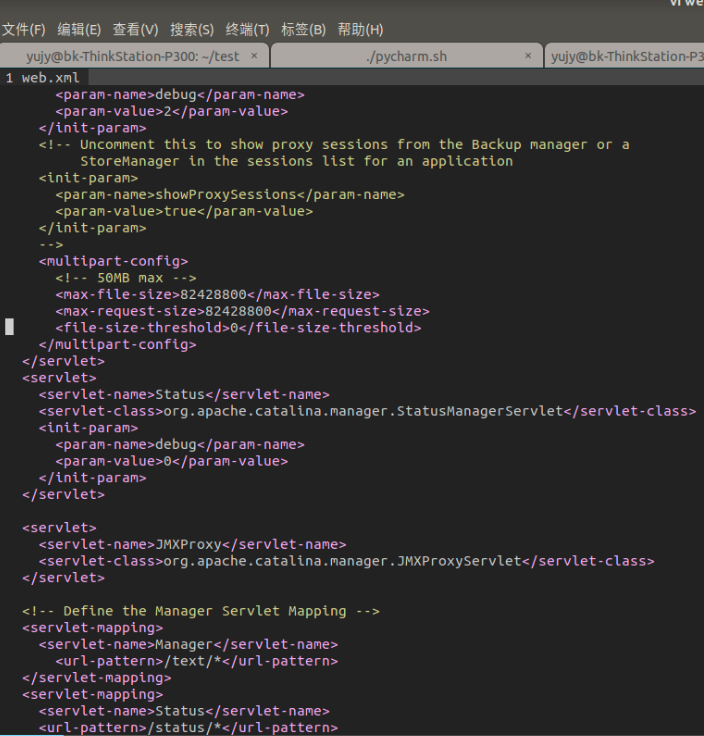 vi we
文件(F) 编辑(E) 查看(V) 搜索(S) 终端(T) 标签(B) 帮助(H)
yujy@bk-ThinkStation-P300: ~/test × ./pycharm.sh × yujy@bk-ThinkStation-P3
1 web.xml
<param-name>debug</param-name>
<param-value>2</param-value>
</init-param>
<!-- Uncomment this to show proxy sessions from the Backup manager or a
StoreManager in the sessions list for an application
<init-param>
<param-name>showProxySessions</param-name>
<param-value>true</param-value>
</init-param>
-->
<multipart-config>
<!-- 50MB max -->
<max-file-size>82428800</max-file-size>
<max-request-size>82428800</max-request-size>
<file-size-threshold>0</file-size-threshold>
</multipart-config>
</servlet>
<servlet>
<servlet-name>Status</servlet-name>
<servlet-class>org.apache.catalina.manager.StatusManagerServlet</servlet-class>
<init-param>
<param-name>debug</param-name>
<param-value>0</param-value>
</init-param>
</servlet>
<servlet>
<servlet-name>JMXProxy</servlet-name>
<servlet-class>org.apache.catalina.manager.JMXProxyServlet</servlet-class>
</servlet>
<!-- Define the Manager Servlet Mapping -->
<servlet-mapping>
<servlet-name>Manager</servlet-name>
<url-pattern>/text/*</url-pattern>
</servlet-mapping>
<servlet-mapping>
<servlet-name>Status</servlet-name>
<url-pattern>/status/*</url-pattern>